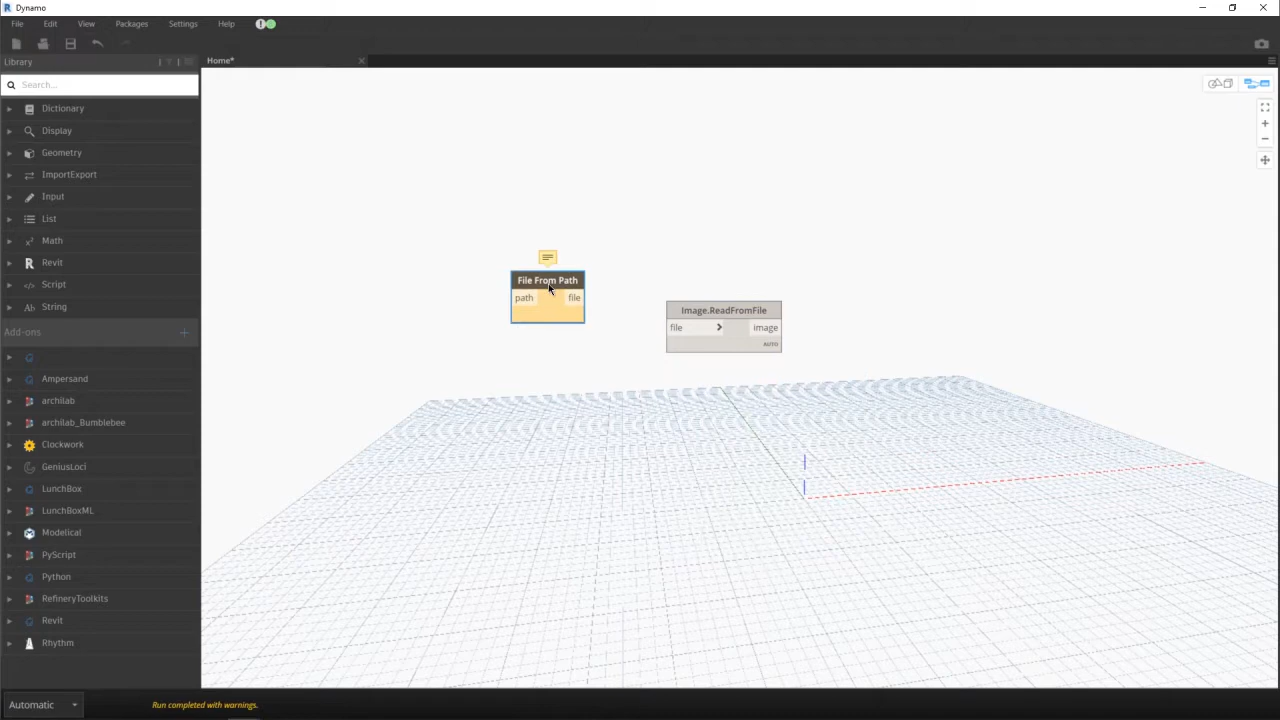 Dynamo
File Edit View Packages Settings Help
Library
Home*
Search...
Dictionary
Display
Geometry
ImportExport
Input
List
Math
Revit
Script
String
Add-ons
Ampersand
archilab
archilab_Bumblebee
Clockwork
GeniusLoci
LunchBox
LunchBoxML
Modelical
PyScript
Python
RefineryToolkits
Revit
Rhythm
File From Path
path file
Image.ReadFromFile
file > image
AUTO
Automatic
Run completed with warnings.